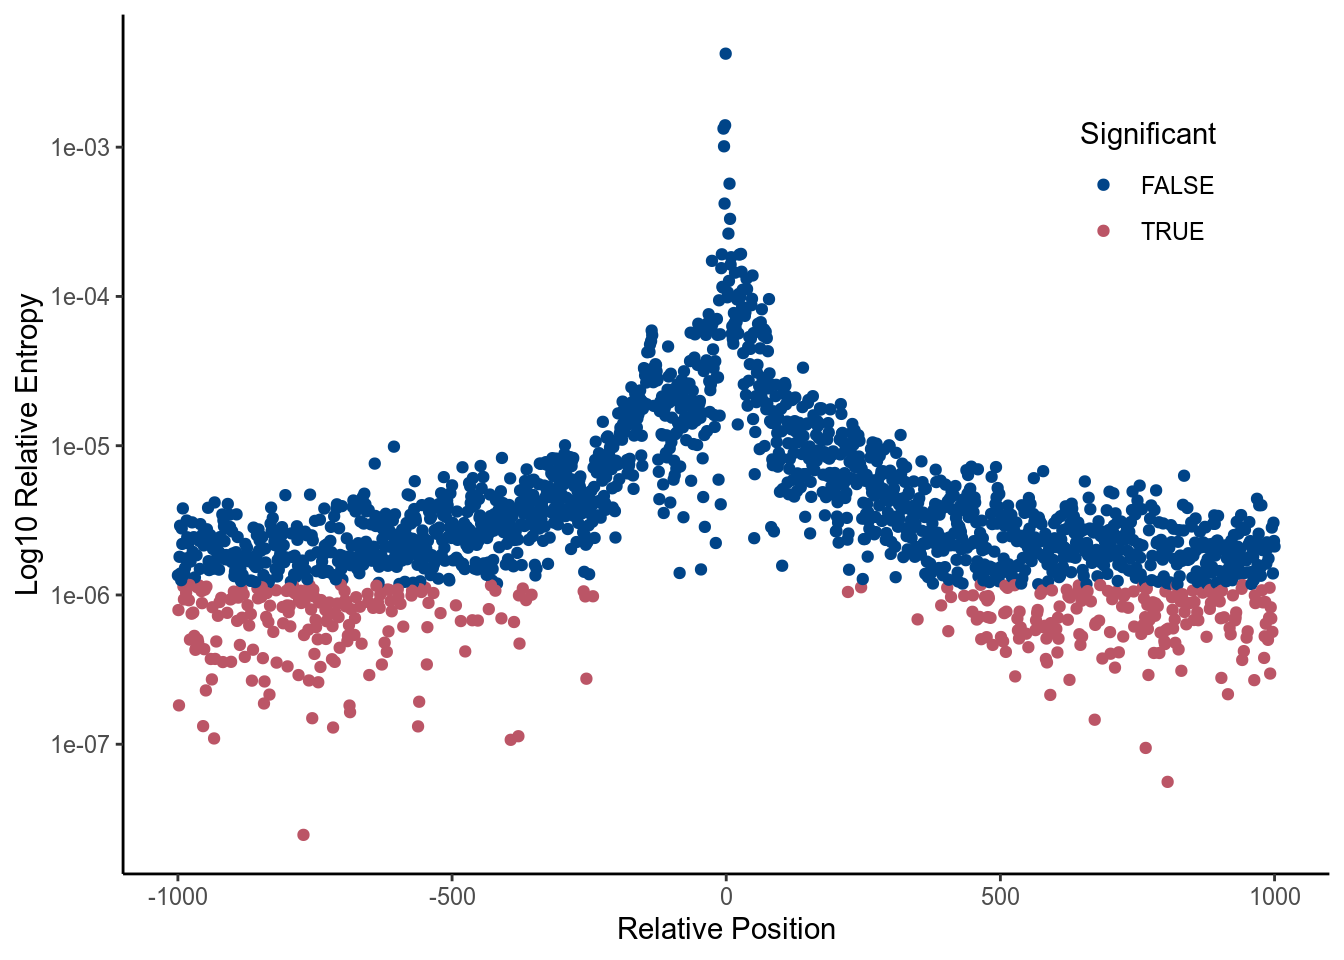 Log10 Relative Entropy
1e-03
1e-04
1e-05
1e-06
1e-07
Significant
FALSE
TRUE
-1000
-500
0
500
1000
Relative Position